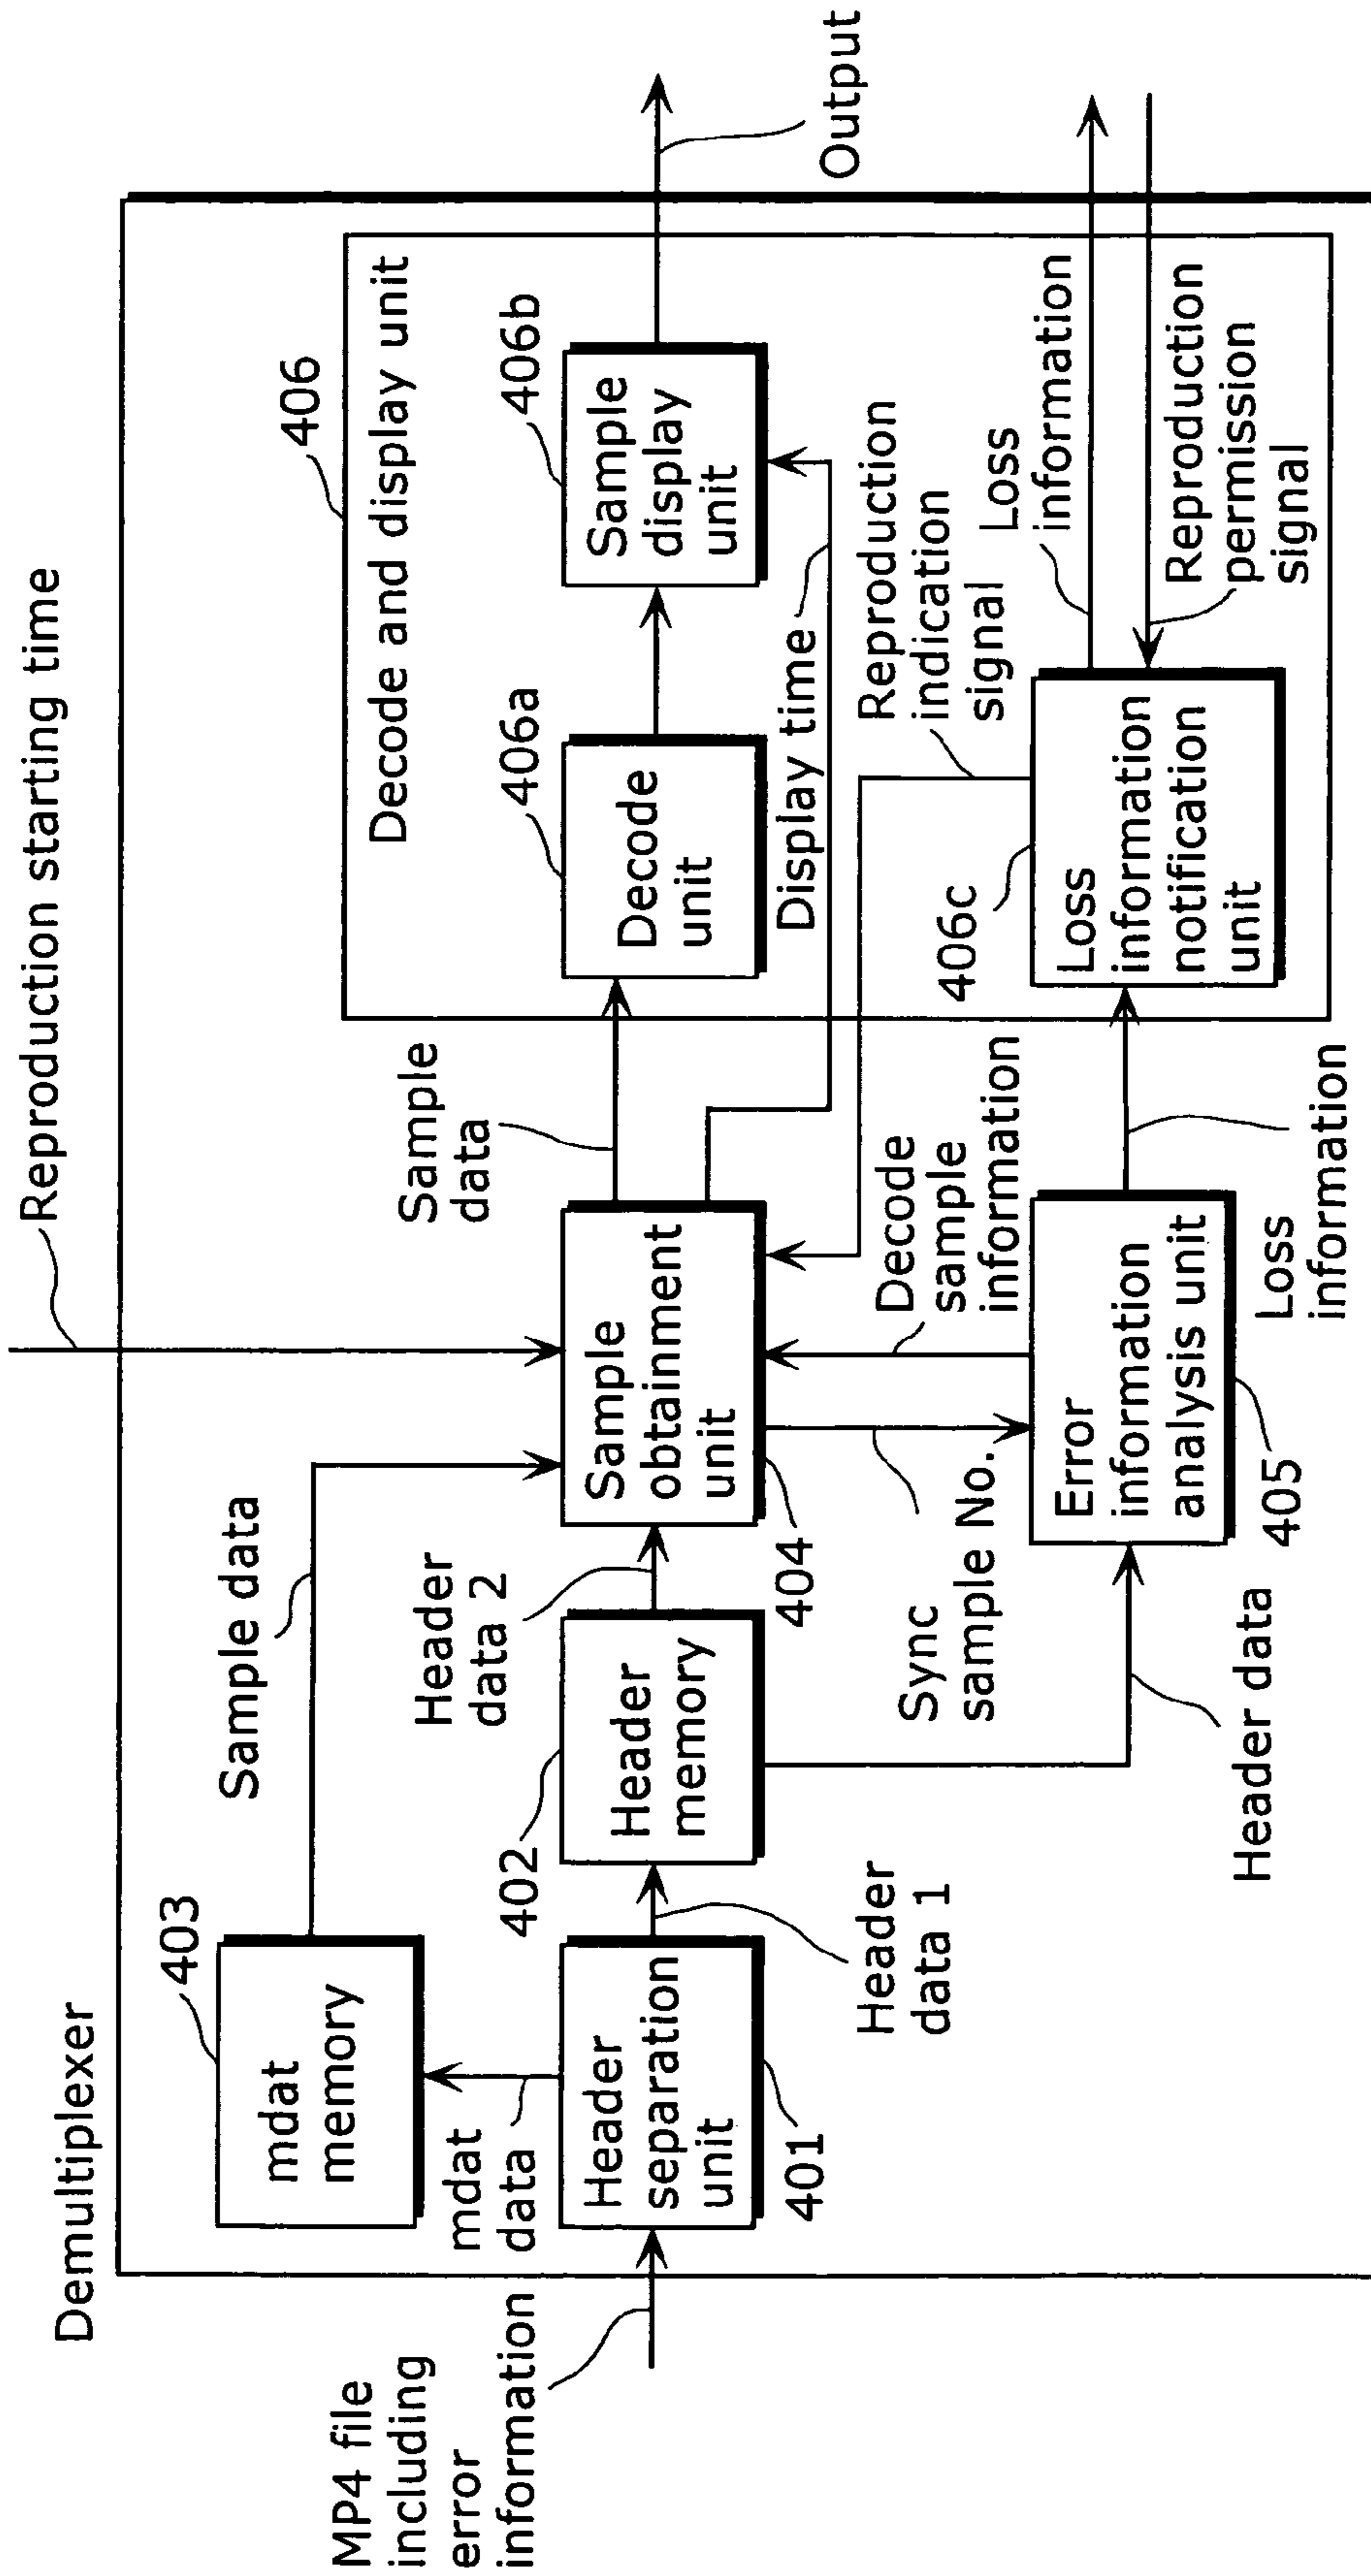 Demultiplexer
Reproduction starting time
MP4 file
including
error
information
mdat
memory
403
Sample data
mdat
data
Header
separation
unit
401
Header
data 1
402
Header
memory
Header
data 2
Header data
Sample
obtainment
unit
404
Sync
sample No.
Decode
sample
information
Error
information
analysis unit
405
Loss
information
Sample
data
406
Decode and display unit
406a
Decode
unit
406b
Sample
display
unit
Display time
Output
Reproduction
indication
signal
406c
Loss
information
notification
unit
Loss
information
Reproduction
permission
signal